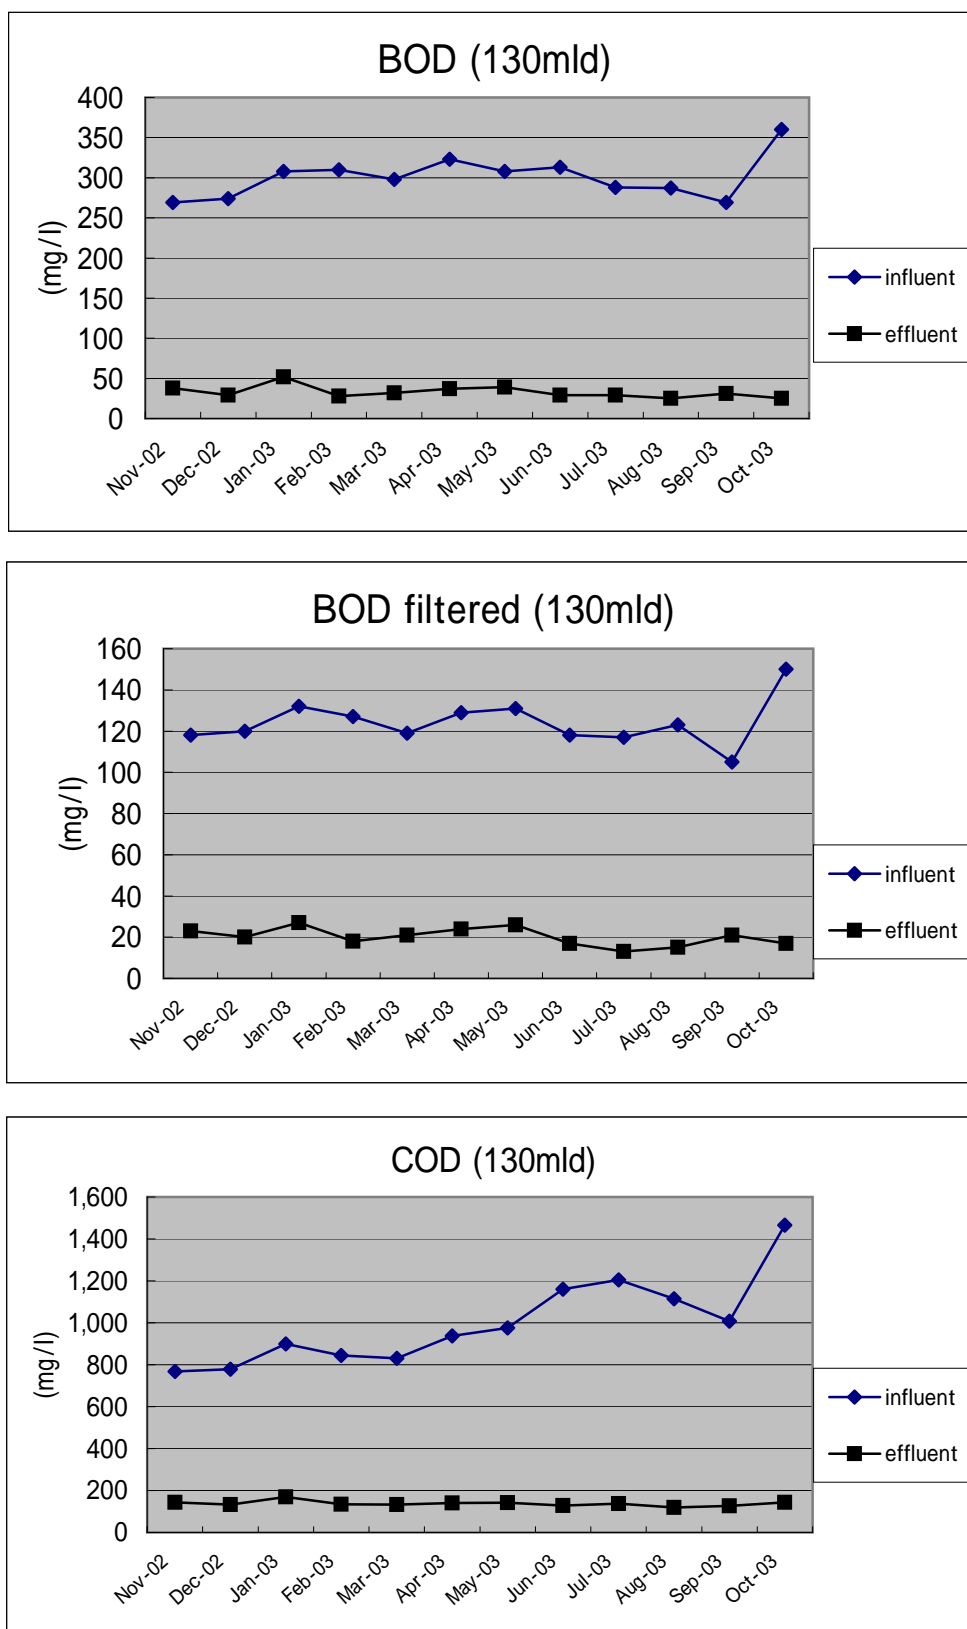 BOD (130mld)
400
350
300
250
200
150
100
50
0
(mg/l)
influent
effluent
Nov-02
Dec-02
Jan-03
Feb-03
Mar-03
Apr-03
May-03
Jun-03
Jul-03
Aug-03
Sep-03
Oct-03
BOD filtered (130mld)
160
140
120
100
80
60
40
20
0
(mg/l)
influent
effluent
Nov-02
Dec-02
Jan-03
Feb-03
Mar-03
Apr-03
May-03
Jun-03
Jul-03
Aug-03
Sep-03
Oct-03
COD (130mld)
1,600
1,400
1,200
1,000
800
600
400
200
0
(mg/l)
influent
effluent
Nov-02
Dec-02
Jan-03
Feb-03
Mar-03
Apr-03
May-03
Jun-03
Jul-03
Aug-03
Sep-03
Oct-03